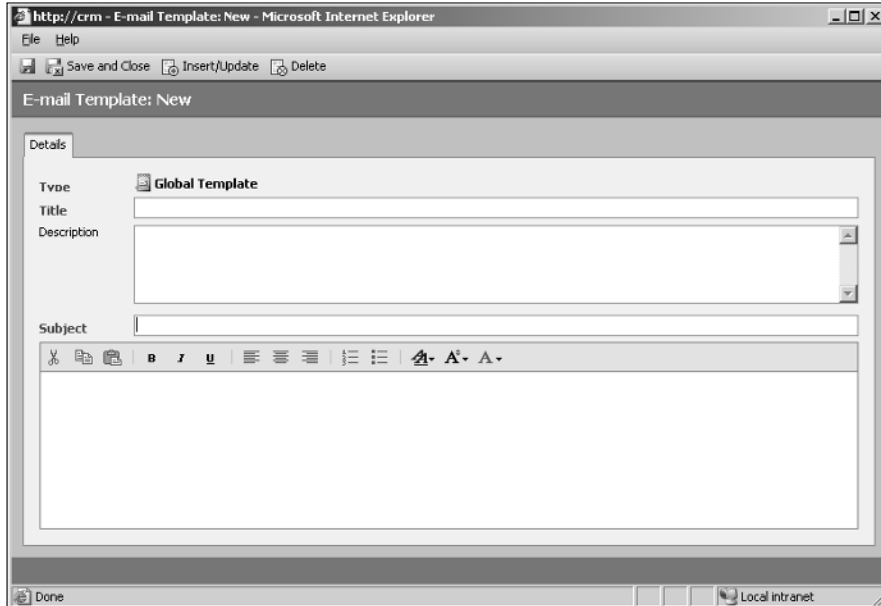 http://crm - E-mail Template: New - Microsoft Internet Explorer
File Help
Save and Close Insert/Update Delete
E-mail Template: New
Details
Type Global Template
Title
Description
Subject
B I U A A A
Done Local intranet